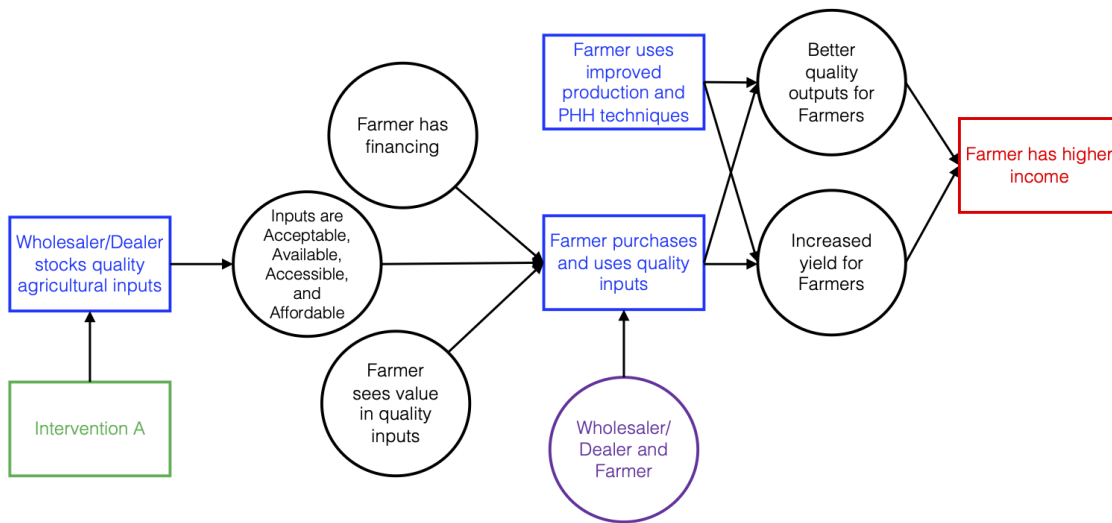 Farmer uses
improved
production and
PHH techniques
Better
quality
outputs for
Farmers
Farmer has
financing
Farmer has higher
income
Inputs are
Acceptable,
Available,
Accessible,
and
Affordable
Wholesaler/Dealer
stocks quality
agricultural inputs
Farmer purchases
and uses quality
inputs
Increased
yield for
Farmers
Farmer
sees value
in quality
inputs
Intervention A
Wholesaler/
Dealer and
Farmer